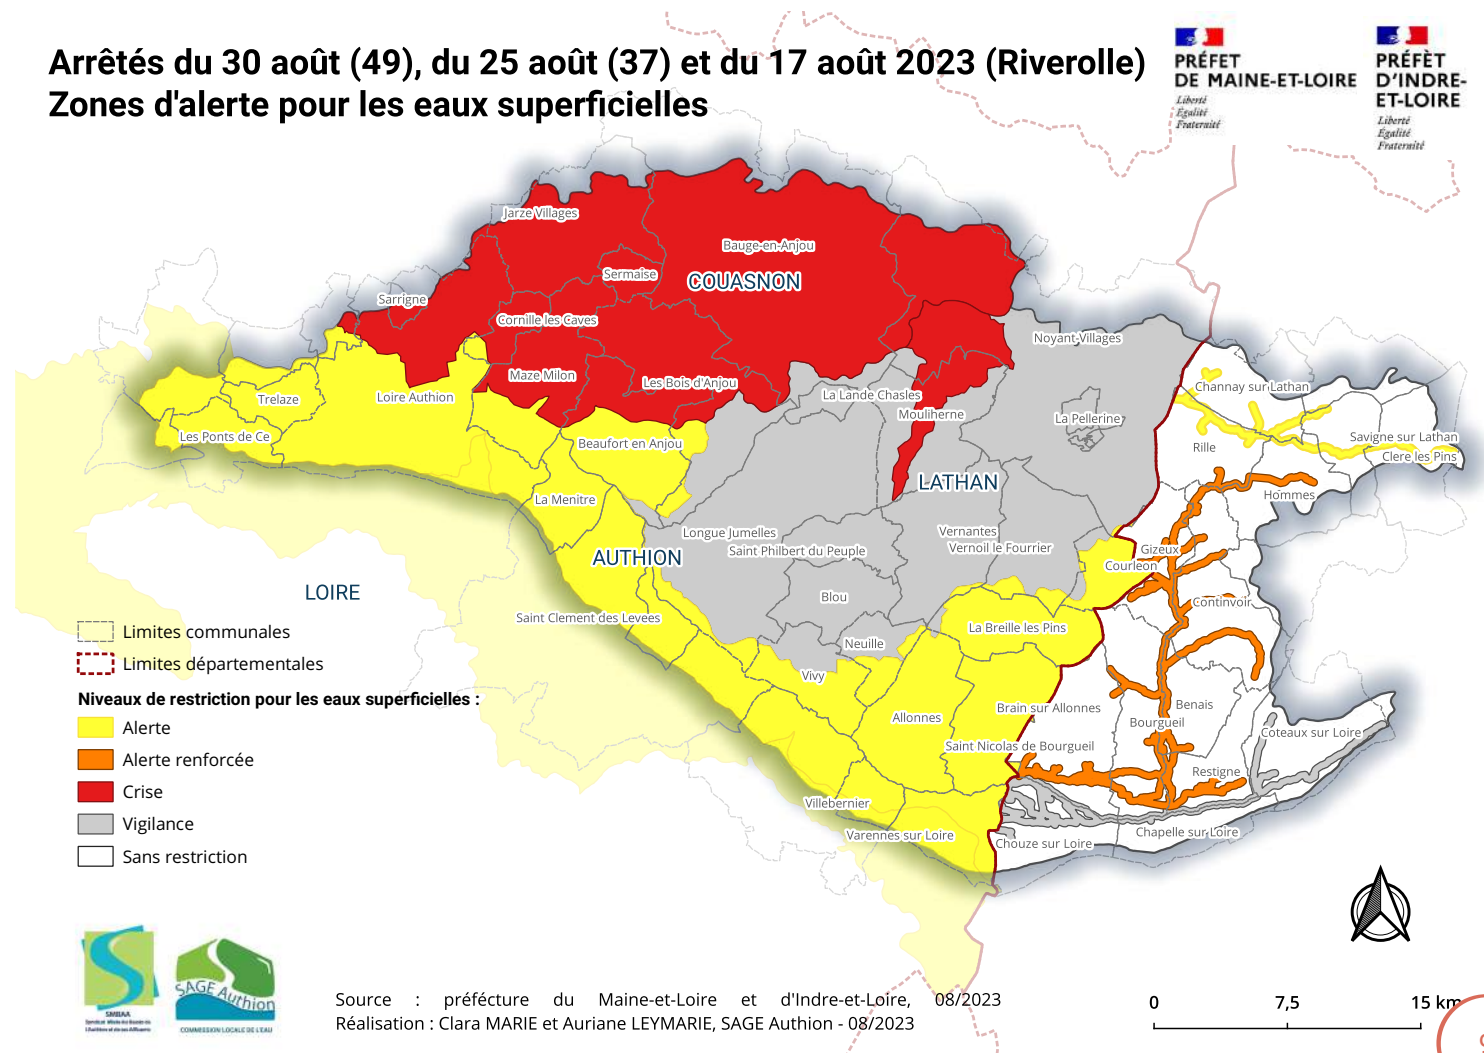 Arrêtés du 30 août (49), du 25 août (37) et du 17 août 2023 (Riverolle)
Zones d'alerte pour les eaux superficielles
PRÉFET
DE MAINE-ET-LOIRE
Liberté
Égalité
Fraternité
PRÉFÈT
D'INDRE-
ET-LOIRE
Liberté
Égalité
Fraternité
Jarze Villages
Bauge-en-Anjou
Sermaise
COUASNON
Sarrigne
Cornille les Caves
Noyant-Villages
Maze Milon
Les Bois d'Anjou
Channay sur Lathan
Trelaze
Loire Authion
La Lande Chasles
Mouliherne
La Pellerine
Les Ponts de Ce
Beaufort en Anjou
Rille
Savigne sur Lathan
Clere les Pins
LATHAN
La Menitre
Hommes
Longue Jumelles
Vernantes
Saint Philbert du Peuple
Vernoil le Fourrier
Gizeux
AUTHION
Courleon
LOIRE
Blou
Continvoir
Saint Clement des Levees
La Breille les Pins
Neuille
Vivy
Brain sur Allonnes
Benais
Allonnes
Bourgueil
Coteaux sur Loire
Saint Nicolas de Bourgueil
Restigne
Villebernier
Varennes sur Loire
Chapelle sur Loire
Chouze sur Loire
Limites communales
Limites départementales
Niveaux de restriction pour les eaux superficielles :
Alerte
Alerte renforcée
Crise
Vigilance
Sans restriction
SMBAA
SAGE Authion
COMMISSION LOCALE DE L'EAU
Source : préfécture du Maine-et-Loire et d'Indre-et-Loire, 08/2023
Réalisation : Clara MARIE et Auriane LEYMARIE, SAGE Authion - 08/2023
0 7,5 15 km